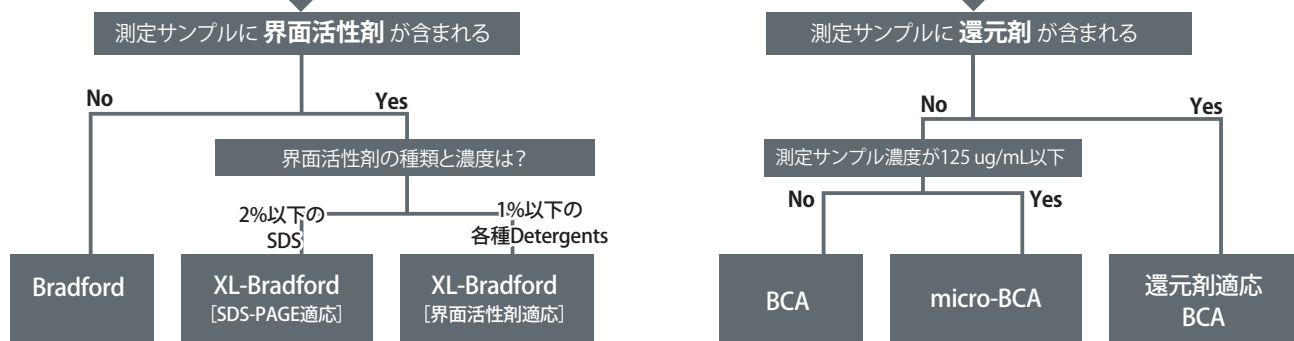 測定サンプルに 界面活性剤 が含まれる
No
Yes
界面活性剤の種類と濃度は？
2%以下の
SDS
1%以下の
各種Detergents
Bradford
XL-Bradford
[SDS-PAGE適応]
XL-Bradford
[界面活性剤適応]
測定サンプルに 還元剤 が含まれる
No
Yes
測定サンプル濃度が125 ug/mL以下
No
Yes
BCA
micro-BCA
還元剤適応
BCA